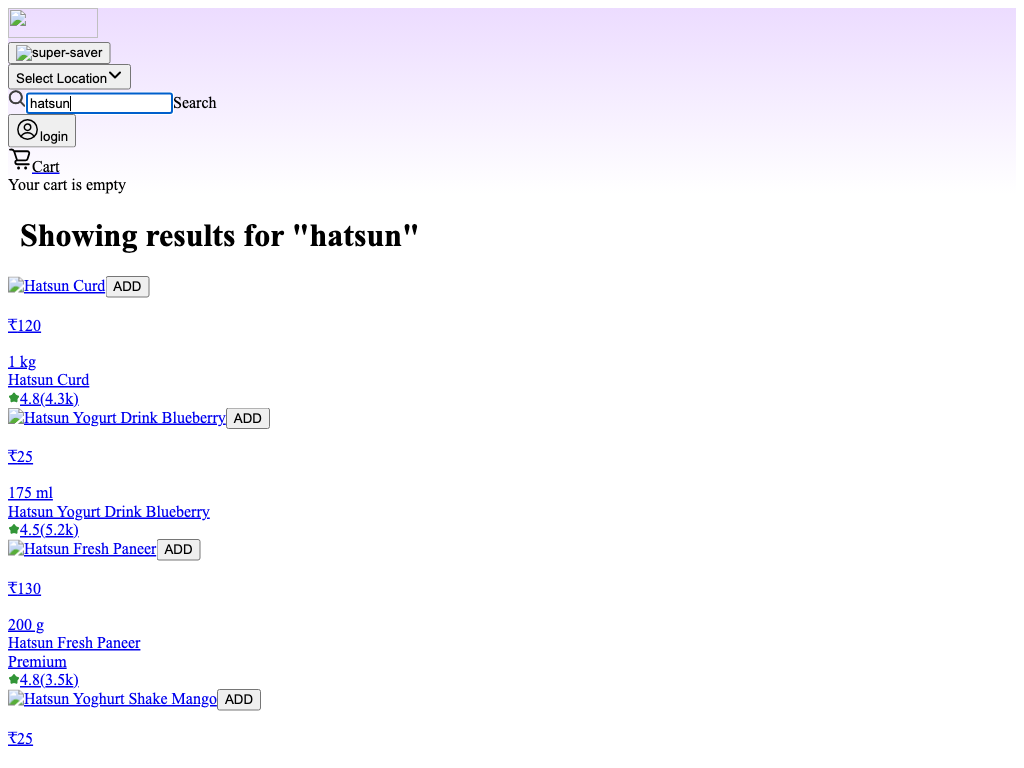 super-saver
Select Location
hatsun Search
login
Cart
Your cart is empty
Showing results for "hatsun"
Hatsun Curd ADD
₹120
1 kg
Hatsun Curd
4.8(4.3k)
Hatsun Yogurt Drink Blueberry ADD
₹25
175 ml
Hatsun Yogurt Drink Blueberry
4.5(5.2k)
Hatsun Fresh Paneer ADD
₹130
200 g
Hatsun Fresh Paneer
Premium
4.8(3.5k)
Hatsun Yoghurt Shake Mango ADD
₹25